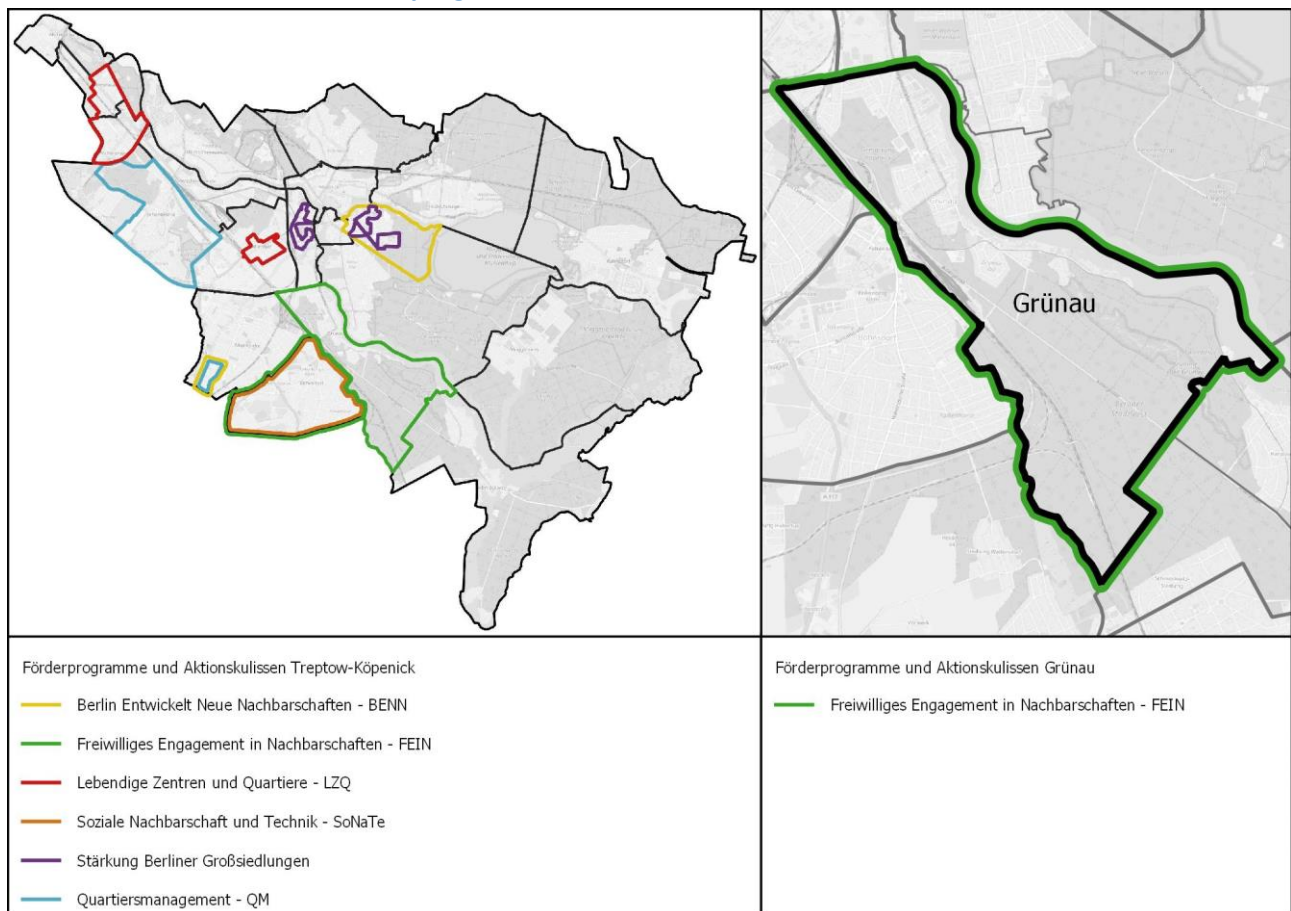 Grünau
Förderprogramme und Aktionskulissen Treptow-Köpenick
Berlin Entwickelt Neue Nachbarschaften - BENN
Freiwilliges Engagement in Nachbarschaften - FEIN
Lebendige Zentren und Quartiere - LZQ
Soziale Nachbarschaft und Technik - SoNaTe
Stärkung Berliner Großsiedlungen
Quartiersmanagement - QM
Förderprogramme und Aktionskulissen Grünau
Freiwilliges Engagement in Nachbarschaften - FEIN